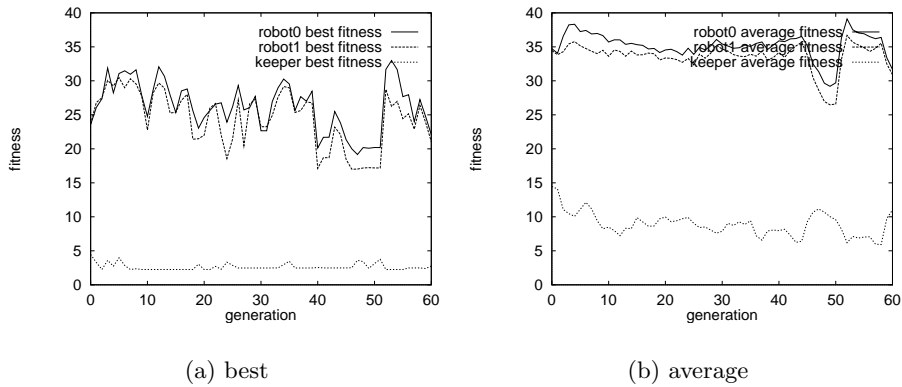 40
35
30
25
20
15
10
5
0
fitness
0 10 20 30 40 50 60
generation
robot0 best fitness
robot1 best fitness
keeper best fitness
(a) best
40
35
30
25
20
15
10
5
0
fitness
0 10 20 30 40 50 60
generation
robot0 average fitness
robot1 average fitness
keeper average fitness
(b) average